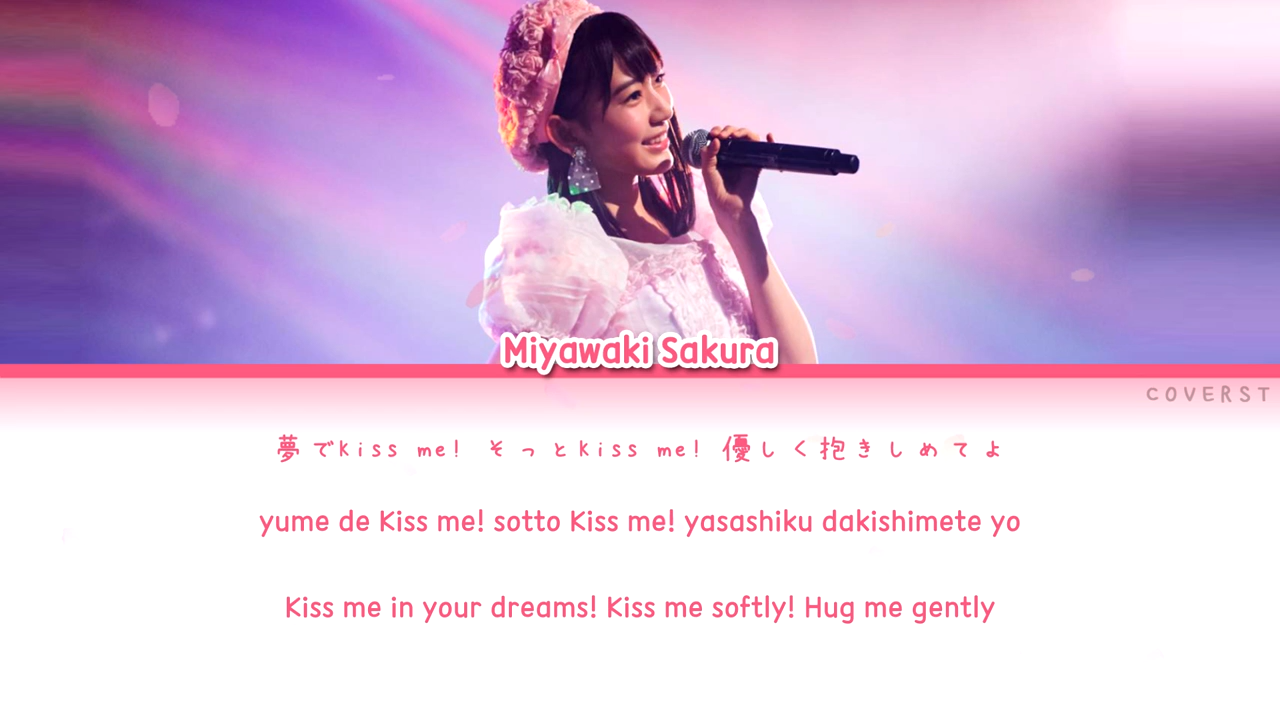 Miyawaki Sakura
COVERST
夢でkiss me! そっとkiss me! 優しく抱きしめてよ
yume de Kiss me! sotto Kiss me! yasashiku dakishimete yo
Kiss me in your dreams! Kiss me softly! Hug me gently